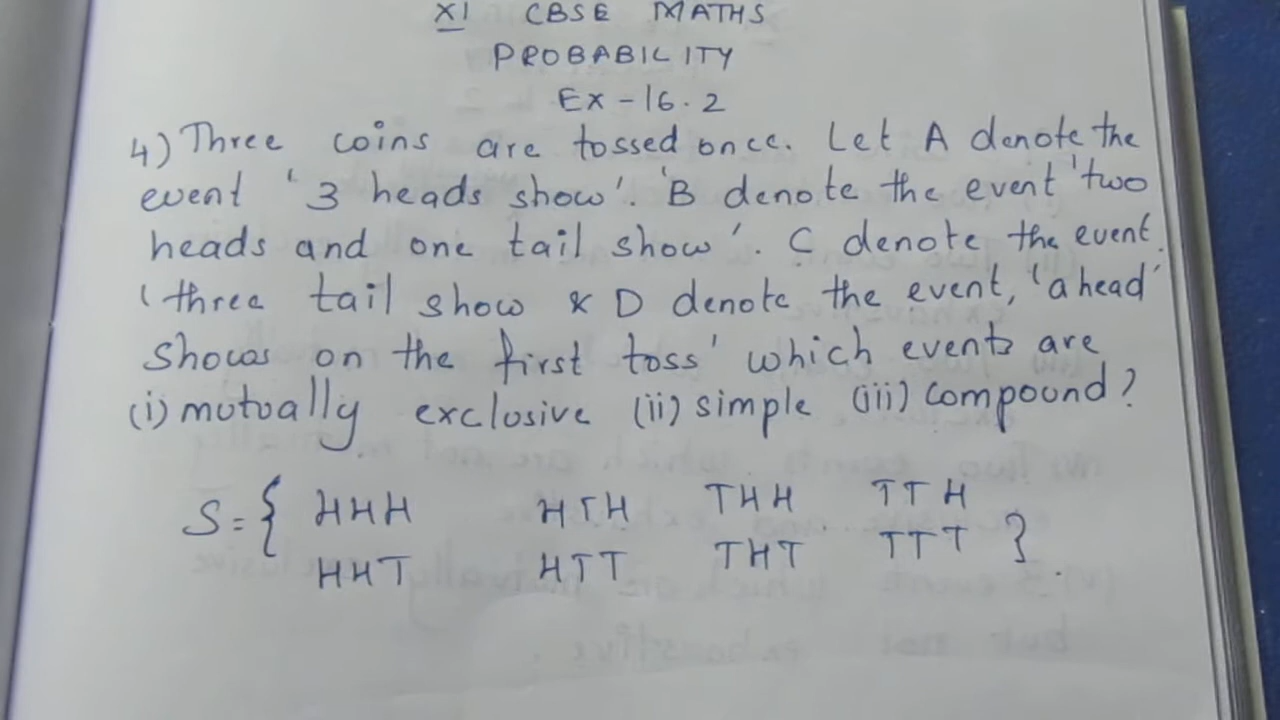 XI CBSE MATHS
PROBABILITY
Ex - 16.2
4) Three coins are tossed once. Let A denote the
event '3 heads show'. 'B denote the event 'two
heads and one tail show'. C denote the event.
'three tail show & D denote the event, 'a head'
shows on the first toss' which events are
(i) mutually exclusive (ii) simple (iii) compound?
S = { HHH HTH THH TTH
HHT HTT THT TTT }.